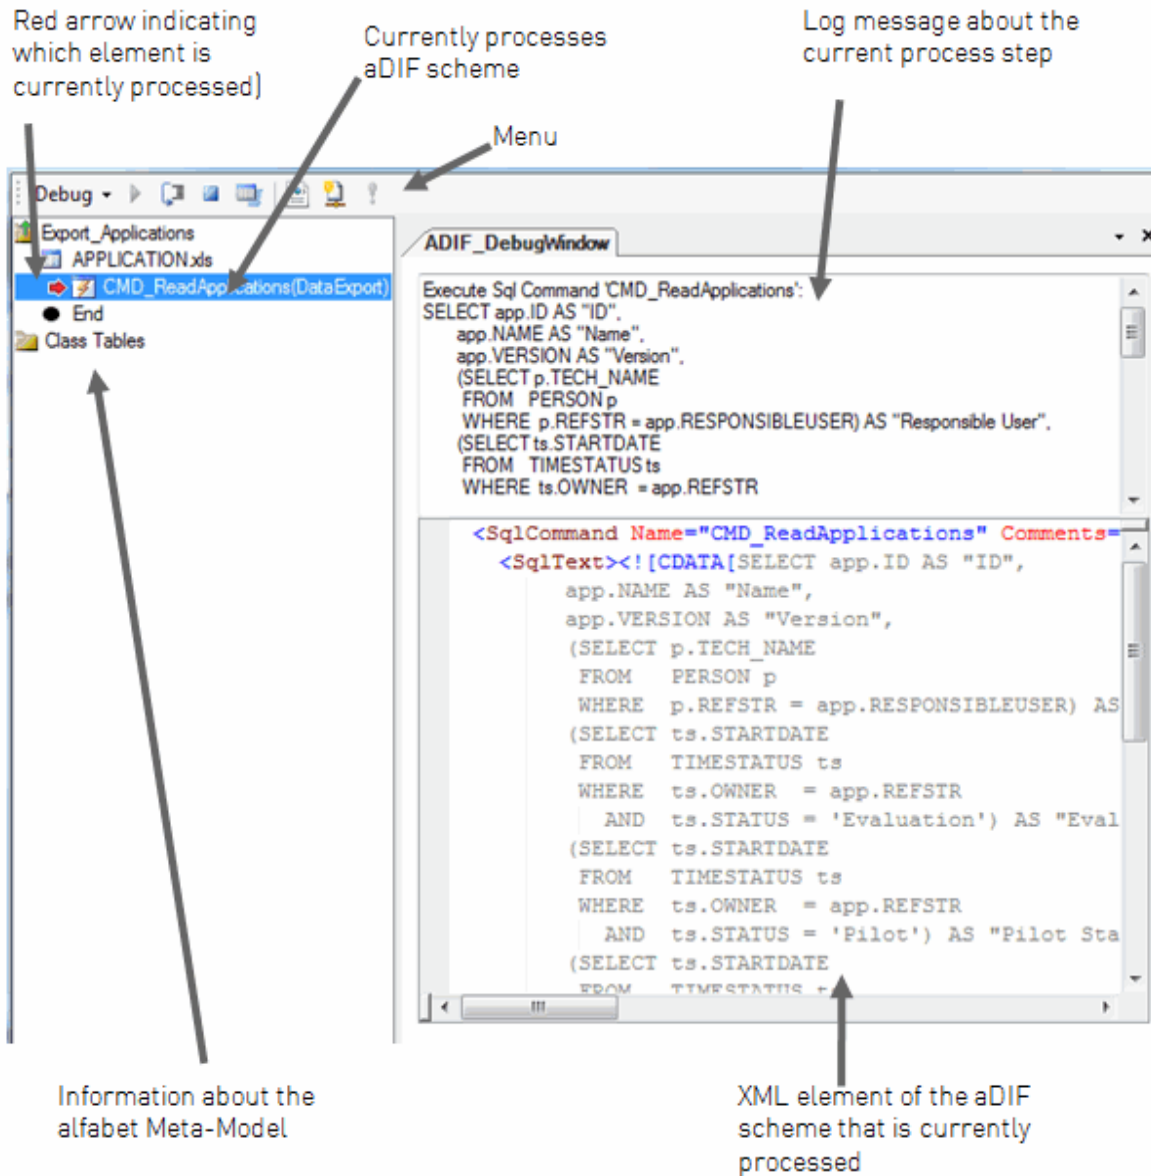 Red arrow indicating
which element is
currently processed)
Currently processes
aDIF scheme
Log message about the
current process step
Menu
Debug
Export_Applications
APPLICATION.xls
CMD_ReadApplications(DataExport)
End
Class Tables
ADIF_DebugWindow
Execute Sql Command 'CMD_ReadApplications':
SELECT app.ID AS "ID",
app.NAME AS "Name",
app.VERSION AS "Version",
(SELECT p.TECH_NAME
FROM PERSON p
WHERE p.REFSTR = app.RESPONSIBLEUSER) AS "Responsible User",
(SELECT ts.STARTDATE
FROM TIMESTATUS ts
WHERE ts.OWNER = app.REFSTR
<SqlCommand Name="CMD_ReadApplications" Comments=
<SqlText><![CDATA[SELECT app.ID AS "ID",
app.NAME AS "Name",
app.VERSION AS "Version",
(SELECT p.TECH_NAME
FROM PERSON p
WHERE p.REFSTR = app.RESPONSIBLEUSER) AS
(SELECT ts.STARTDATE
FROM TIMESTATUS ts
WHERE ts.OWNER = app.REFSTR
AND ts.STATUS = 'Evaluation') AS "Eval
(SELECT ts.STARTDATE
FROM TIMESTATUS ts
WHERE ts.OWNER = app.REFSTR
AND ts.STATUS = 'Pilot') AS "Pilot Sta
(SELECT ts.STARTDATE
FROM TIMESTATUS
Information about the
alfabet Meta-Model
XML element of the aDIF
scheme that is currently
processed